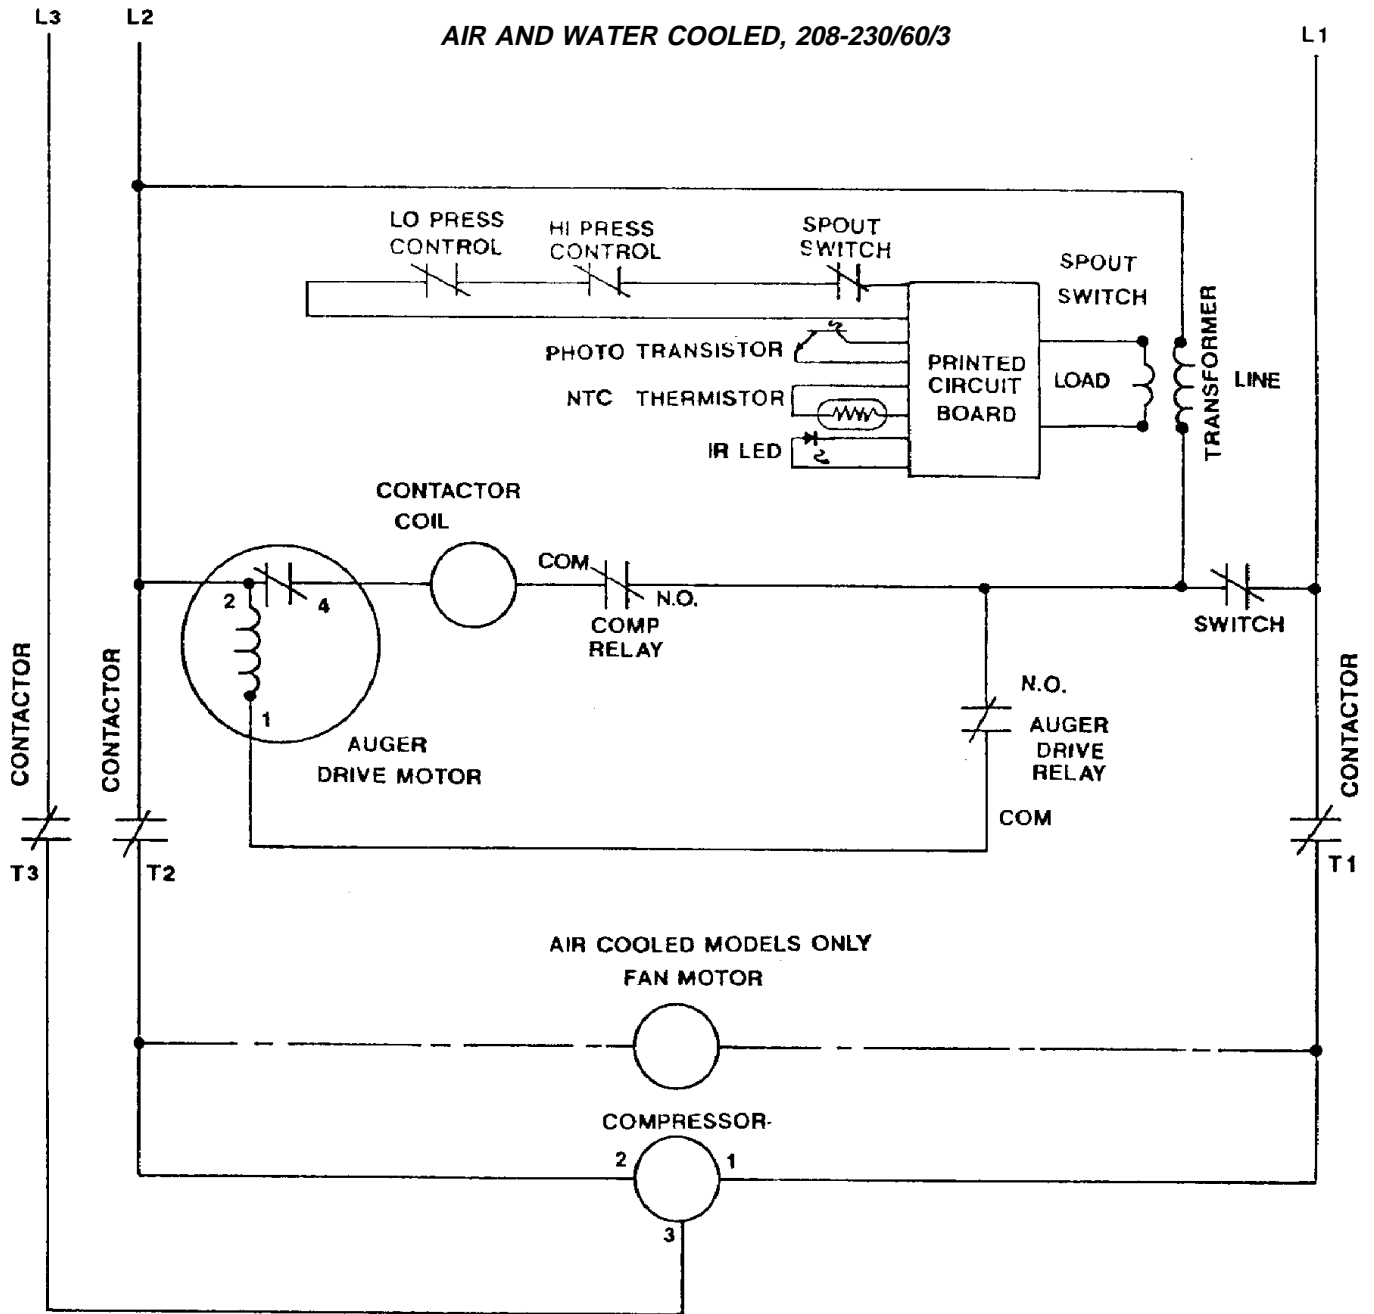 L3
L2
AIR AND WATER COOLED, 208-230/60/3
L1
LO PRESS
CONTROL
HI PRESS
CONTROL
SPOUT
SWITCH
SPOUT
SWITCH
PHOTO TRANSISTOR
NTC THERMISTOR
IR LED
PRINTED
CIRCUIT
BOARD
LOAD
TRANSFORMER
LINE
CONTACTOR
COIL
COM
N.O.
COMP
RELAY
SWITCH
2
4
1
AUGER
DRIVE MOTOR
N.O.
AUGER
DRIVE
RELAY
COM
CONTACTOR
CONTACTOR
CONTACTOR
T3
T2
T1
AIR COOLED MODELS ONLY
FAN MOTOR
COMPRESSOR
2
1
3